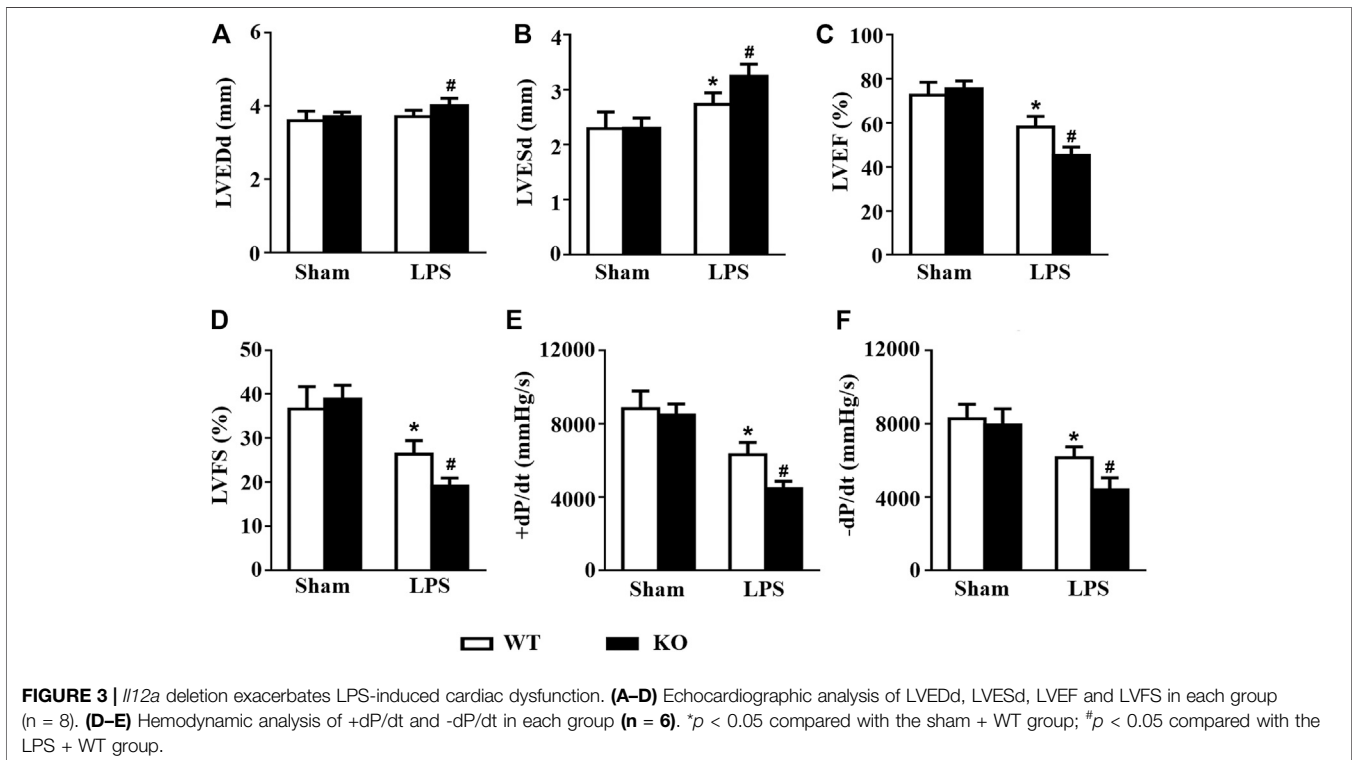 A
6
4
2
0
LVEDd (mm)
#
Sham LPS
B
4
3
2
1
0
LVESd (mm)
* #
Sham LPS
C
100
80
60
40
20
0
LVEF (%)
* #
Sham LPS
D
50
40
30
20
10
0
LVFS (%)
* #
Sham LPS
E
12000
8000
4000
0
+dP/dt (mmHg/s)
* #
Sham LPS
F
12000
8000
4000
0
-dP/dt (mmHg/s)
* #
Sham LPS
WT KO
FIGURE 3 | Il12a deletion exacerbates LPS-induced cardiac dysfunction. (A–D) Echocardiographic analysis of LVEDd, LVESd, LVEF and LVFS in each group
(n = 8). (D–E) Hemodynamic analysis of +dP/dt and -dP/dt in each group (n = 6). *p < 0.05 compared with the sham + WT group; #p < 0.05 compared with the
LPS + WT group.